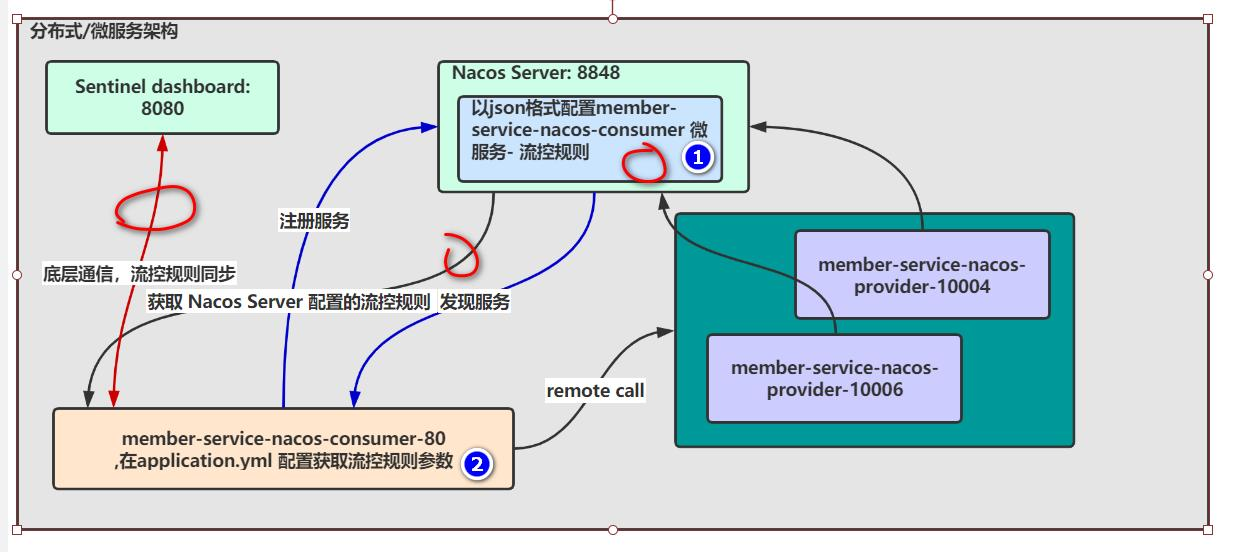 分布式/微服务架构
Sentinel dashboard:
8080
Nacos Server: 8848
以json格式配置member-
service-nacos-consumer 微
服务- 流控规则
1
注册服务
底层通信，流控规则同步
获取 Nacos Server 配置的流控规则
发现服务
member-service-nacos-
provider-10004
member-service-nacos-
provider-10006
remote call
member-service-nacos-consumer-80
,在application.yml 配置获取流控规则参数
2